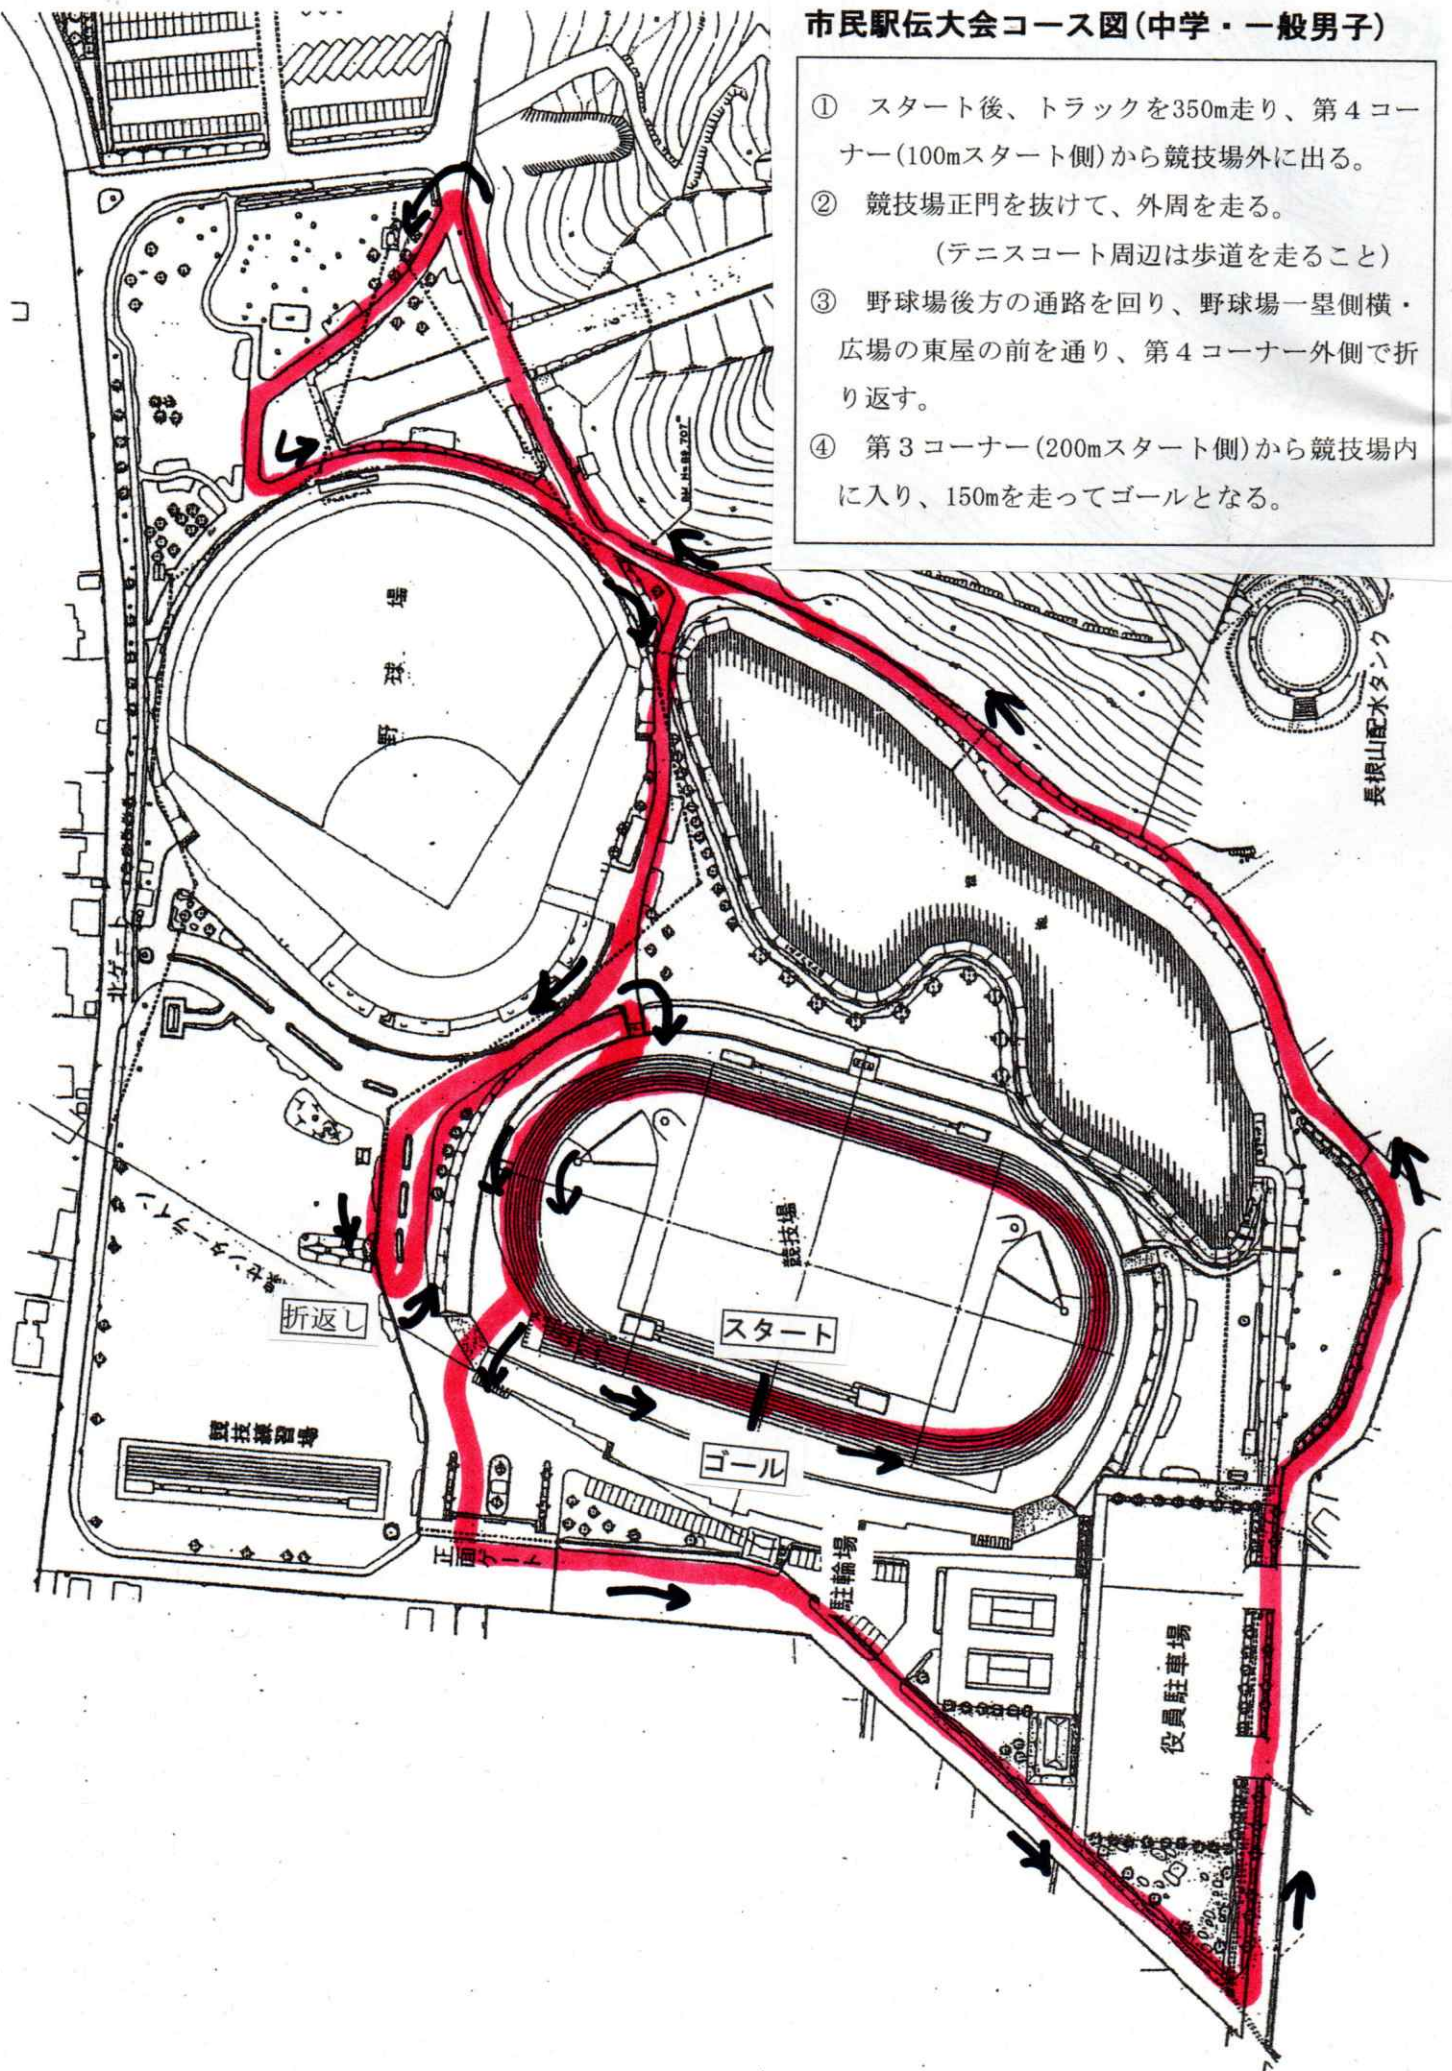 市民駅伝大会コース図(中学・一般男子)
① スタート後、トラックを350m走り、第4コー
ナー(100mスタート側)から競技場外に出る。
② 競技場正門を抜けて、外周を走る。
(テニスコート周辺は歩道を走ること)
③ 野球場後方の通路を回り、野球場一塁側横・
広場の東屋の前を通り、第4コーナー外側で折
り返す。
④ 第3コーナー(200mスタート側)から競技場内
に入り、150mを走ってゴールとなる。
野球場
長根山配水タンク
北ゲート
センターライン
競技場
折返し
スタート
ゴール
競技練習場
正面ゲート
駐輪場
役員駐車場